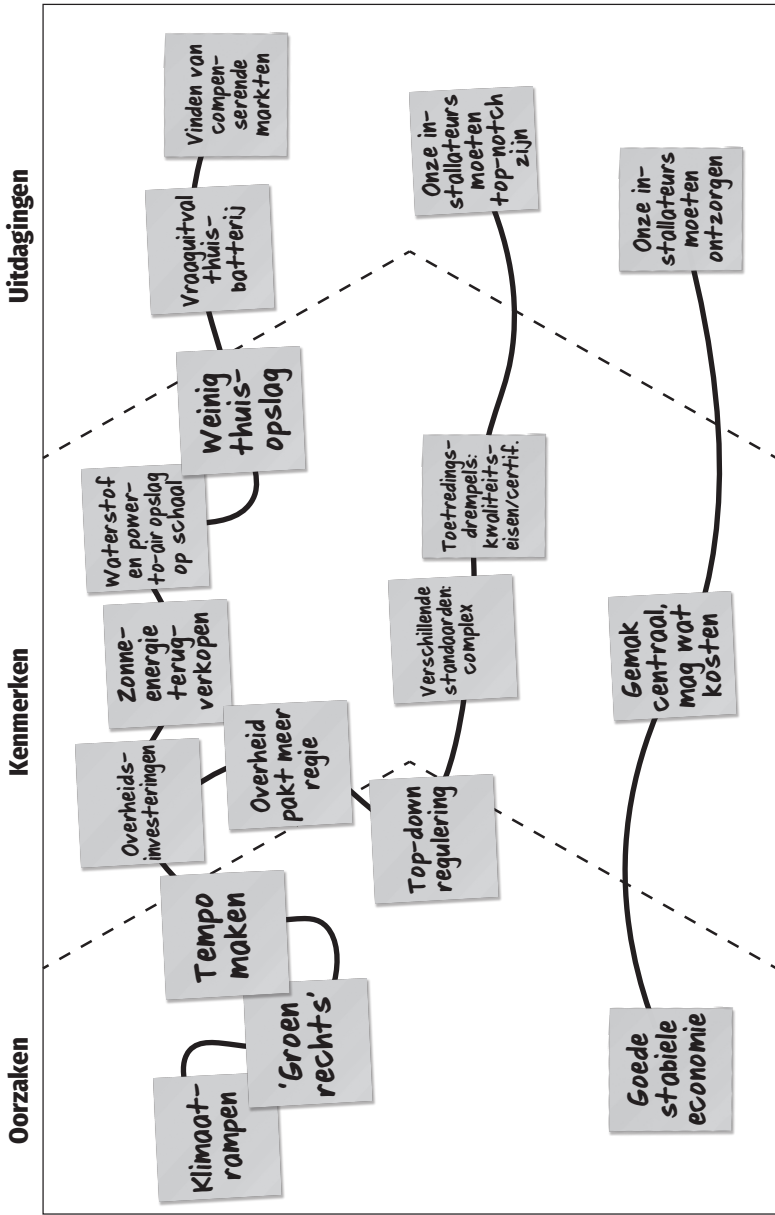 Oorzaken
Kenmerken
Uitdagingen
Klimaat-
rampen
'Groen
rechts'
Tempo
maken
Overheids-
investeringen
Zonne-
energie
terug-
verkopen
Waterstof
en power-
to-air opslag
op schaal
Weinig
thuis-
opslag
Vraaguitval
thuis-
batterij
Vinden van
compen-
serende
markten
Overheid
pakt meer
regie
Top-down
regulering
Verschillende
standaarden:
complex
Toetredings-
drempels:
kwaliteits-
eisen/certif.
Onze in-
stallateurs
moeten
top-notch
zijn
Goede
stabiele
economie
Gemak
centraal,
mag wat
kosten
Onze in-
stallateurs
moeten
ontzorgen